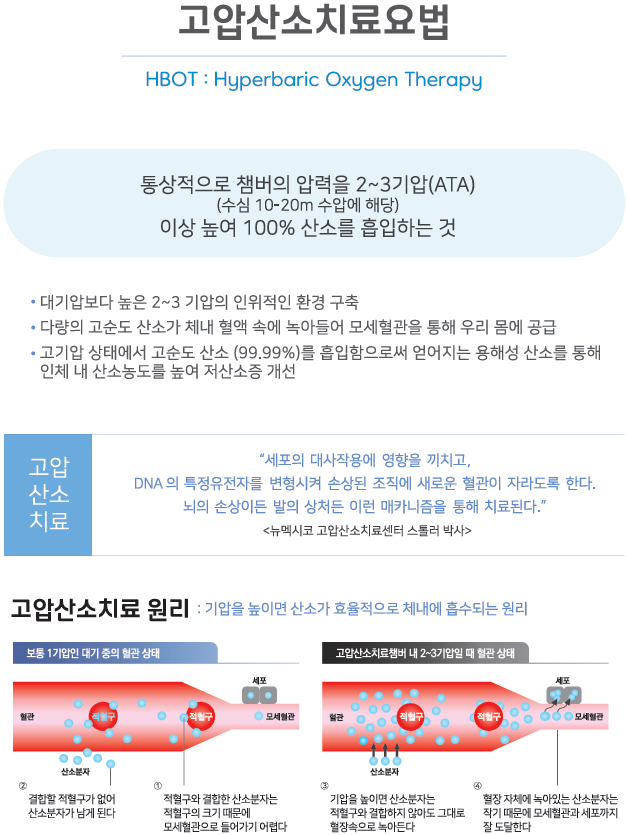 고압산소치료요법
HBOT : Hyperbaric Oxygen Therapy
통상적으로 챔버의 압력을 2~3기압(ATA)
(수심 10-20m 수압에 해당)
이상 높여 100% 산소를 흡입하는 것
• 대기압보다 높은 2~3 기압의 인위적인 환경 구축
• 다량의 고순도 산소가 체내 혈액 속에 녹아들어 모세혈관을 통해 우리 몸에 공급
• 고기압 상태에서 고순도 산소 (99.99%)를 흡입함으로써 얻어지는 용해성 산소를 통해
인체 내 산소농도를 높여 저산소증 개선
고압
산소
치료
“세포의 대사작용에 영향을 끼치고,
DNA 의 특정유전자를 변형시켜 손상된 조직에 새로운 혈관이 자라도록 한다.
뇌의 손상이든 발의 상처든 이런 매카니즘을 통해 치료된다.”
<뉴멕시코 고압산소치료센터 스톨러 박사>
고압산소치료 원리 : 기압을 높이면 산소가 효율적으로 체내에 흡수되는 원리
보통 1기압인 대기 중의 혈관 상태
세포
혈관
적혈구
적혈구
모세혈관
산소분자
② 결합할 적혈구가 없어
산소분자가 남게 된다
① 적혈구와 결합한 산소분자는
적혈구의 크기 때문에
모세혈관으로 들어가기 어렵다
고압산소치료챔버 내 2~3기압일 때 혈관 상태
세포
혈관
적혈구
적혈구
모세혈관
산소분자
③ 기압을 높이면 산소분자는
적혈구와 결합하지 않아도 그대로
혈장속으로 녹아든다
④ 혈장 자체에 녹아있는 산소분자는
작기 때문에 모세혈관과 세포까지
잘 도달한다